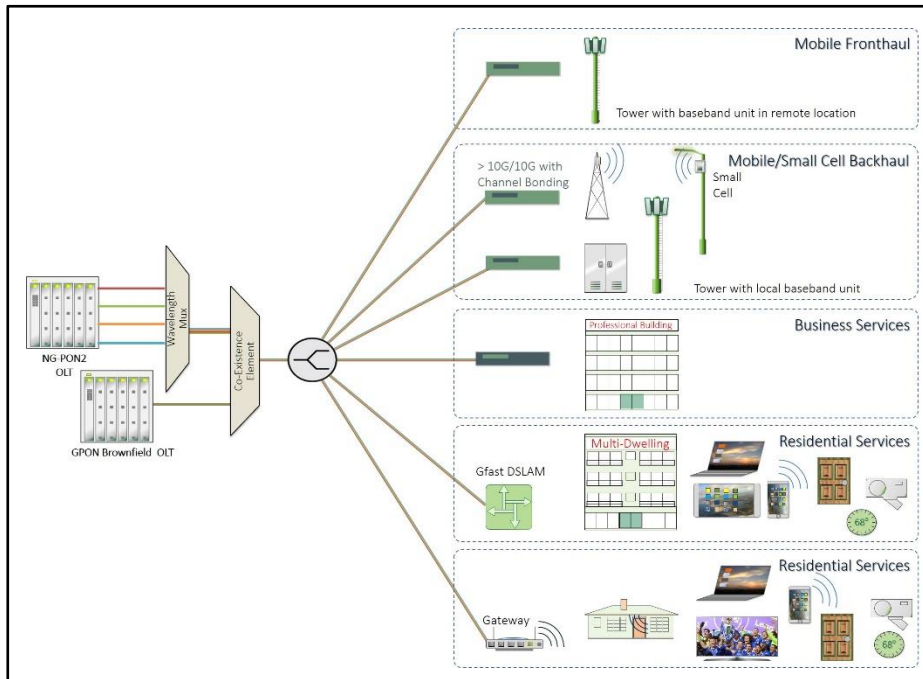 Mobile Fronthaul
Tower with baseband unit in remote location
Mobile/Small Cell Backhaul
> 10G/10G with
Channel Bonding
Small
Cell
Tower with local baseband unit
Wavelength
Mux
Co-Existence
Element
NG-PON2
OLT
GPON Brownfield OLT
Business Services
Professional Building
Residential Services
Multi-Dwelling
Gfast DSLAM
68°
Residential Services
Gateway
68°